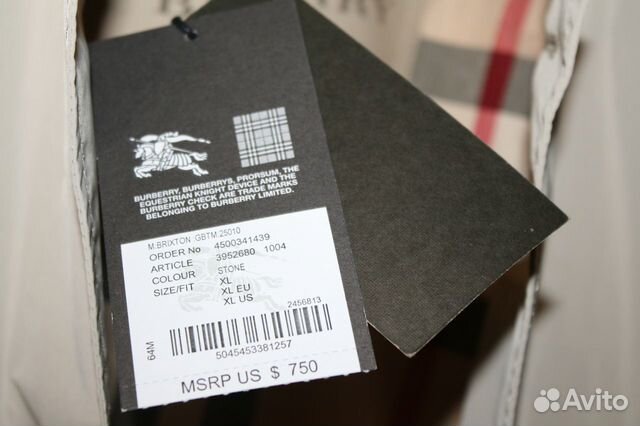 BURBERRY, BURBERRYS, PRORSUM, THE
EQUESTRIAN KNIGHT DEVICE AND THE
BURBERRY CHECK ARE TRADE MARKS
BELONGING TO BURBERRY LIMITED.
M.BRIXTON .GBTM.25010
ORDER No 4500341439
ARTICLE 3952680 1004
COLOUR STONE
SIZE/FIT XL
XL EU
XL US
2456813
64M
5045453381257
MSRP US $ 750
Avito